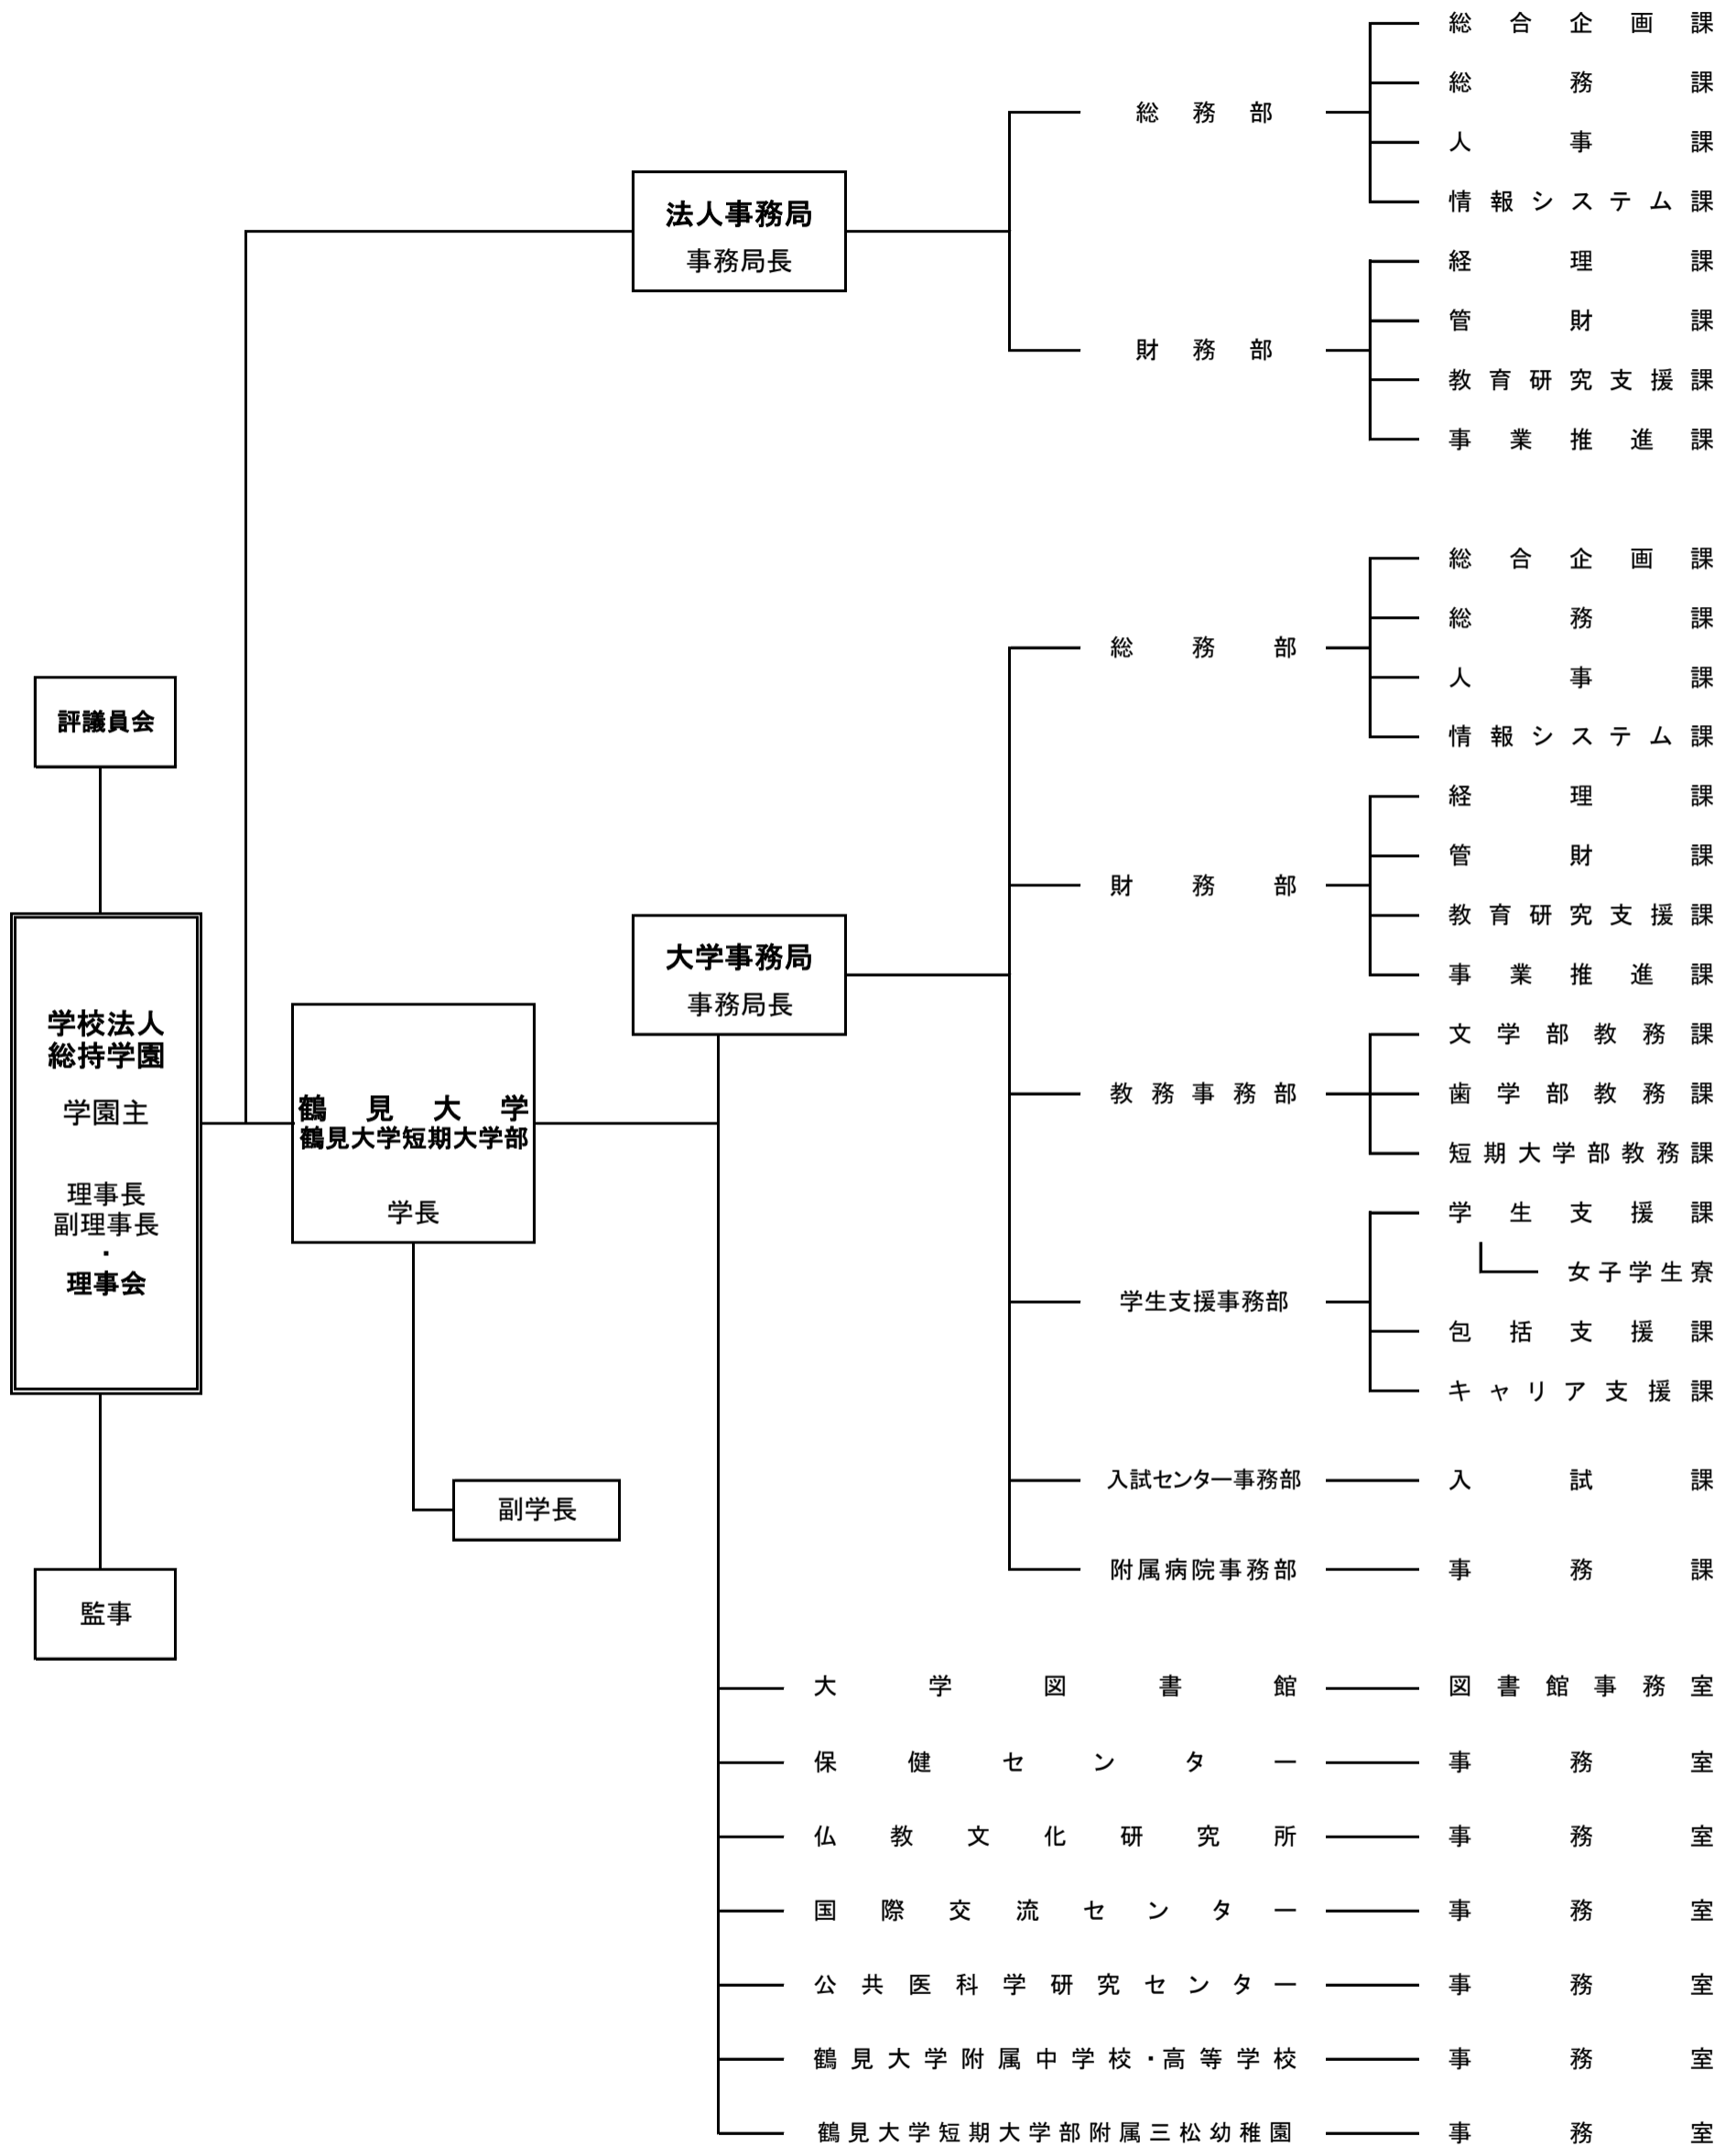 総合企画課
総務課
総務部
人事課
法人事務局
事務局長
情報システム課
経理課
管財課
財務部
教育研究支援課
事業推進課
総合企画課
総務課
総務部
人事課
情報システム課
評議員会
経理課
管財課
財務部
教育研究支援課
事業推進課
大学事務局
事務局長
学校法人
総持学園
学園主
理事長
副理事長
・
理事会
鶴見大学
鶴見大学短期大学部
学長
文学部教務課
教務事務部
歯学部教務課
短期大学部教務課
学生支援課
女子学生寮
学生支援事務部
包括支援課
キャリア支援課
入試センター事務部
入試課
副学長
附属病院事務部
事務課
監事
大学図書館
図書館事務室
保健センター
事務室
仏教文化研究所
事務室
国際交流センター
事務室
公共医科学研究センター
事務室
鶴見大学附属中学校・高等学校
事務室
鶴見大学短期大学部附属三松幼稚園
事務室